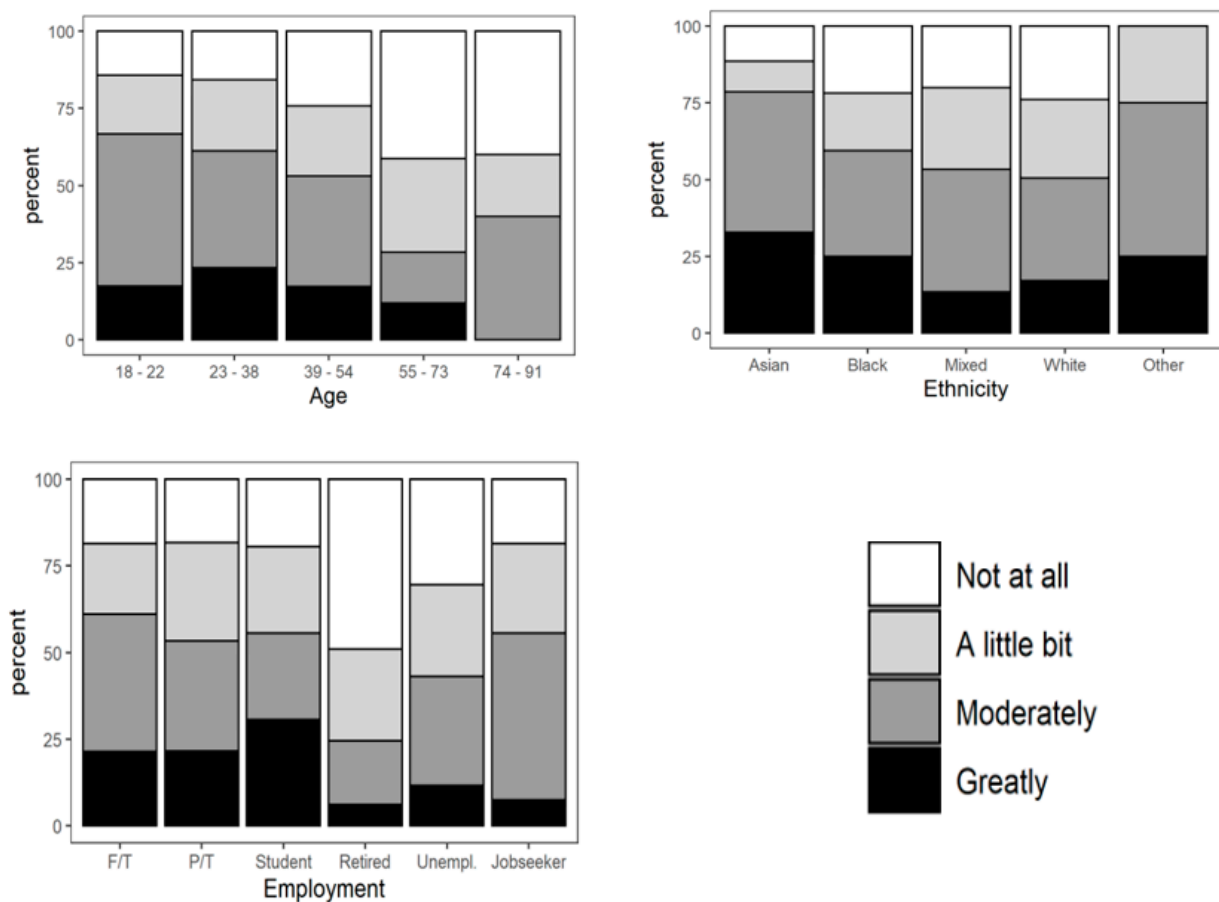 100
75
50
25
0
percent
18 - 22 23 - 38 39 - 54 55 - 73 74 - 91
Age
100
75
50
25
0
percent
Asian Black Mixed White Other
Ethnicity
100
75
50
25
0
percent
F/T P/T Student Retired Unempl. Jobseeker
Employment
Not at all
A little bit
Moderately
Greatly